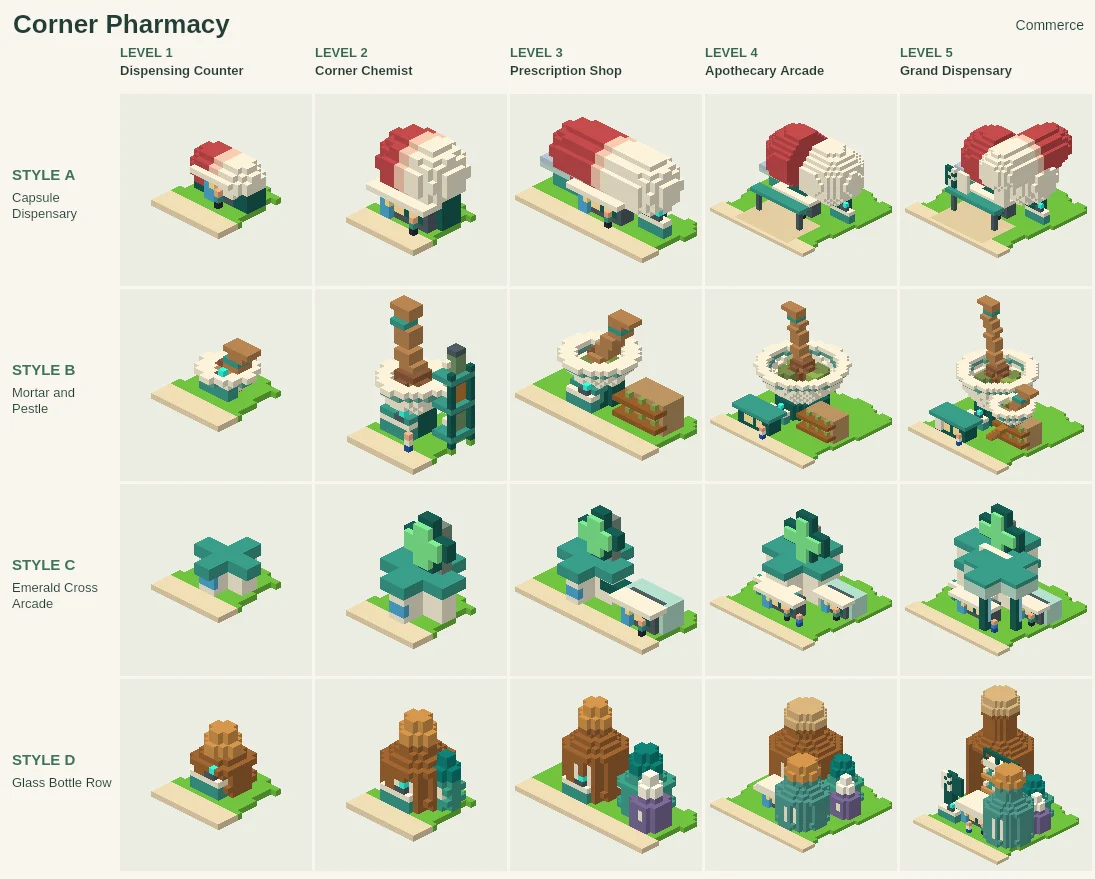 Corner Pharmacy
Commerce
LEVEL 1
Dispensing Counter
LEVEL 2
Corner Chemist
LEVEL 3
Prescription Shop
LEVEL 4
Apothecary Arcade
LEVEL 5
Grand Dispensary
STYLE A
Capsule
Dispensary
STYLE B
Mortar and
Pestle
STYLE C
Emerald Cross
Arcade
STYLE D
Glass Bottle Row